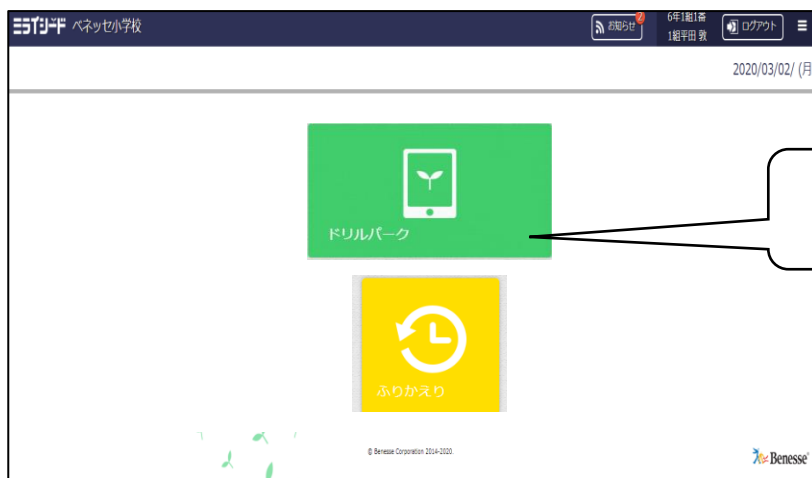 ミライシード ベネッセ小学校
お知らせ 2
6年1組1番
1組平田 敦
ログアウト
2020/03/02/ (月
ドリルパーク
ふりかえり
© Benesse Corporation 2014-2020.
Benesse®